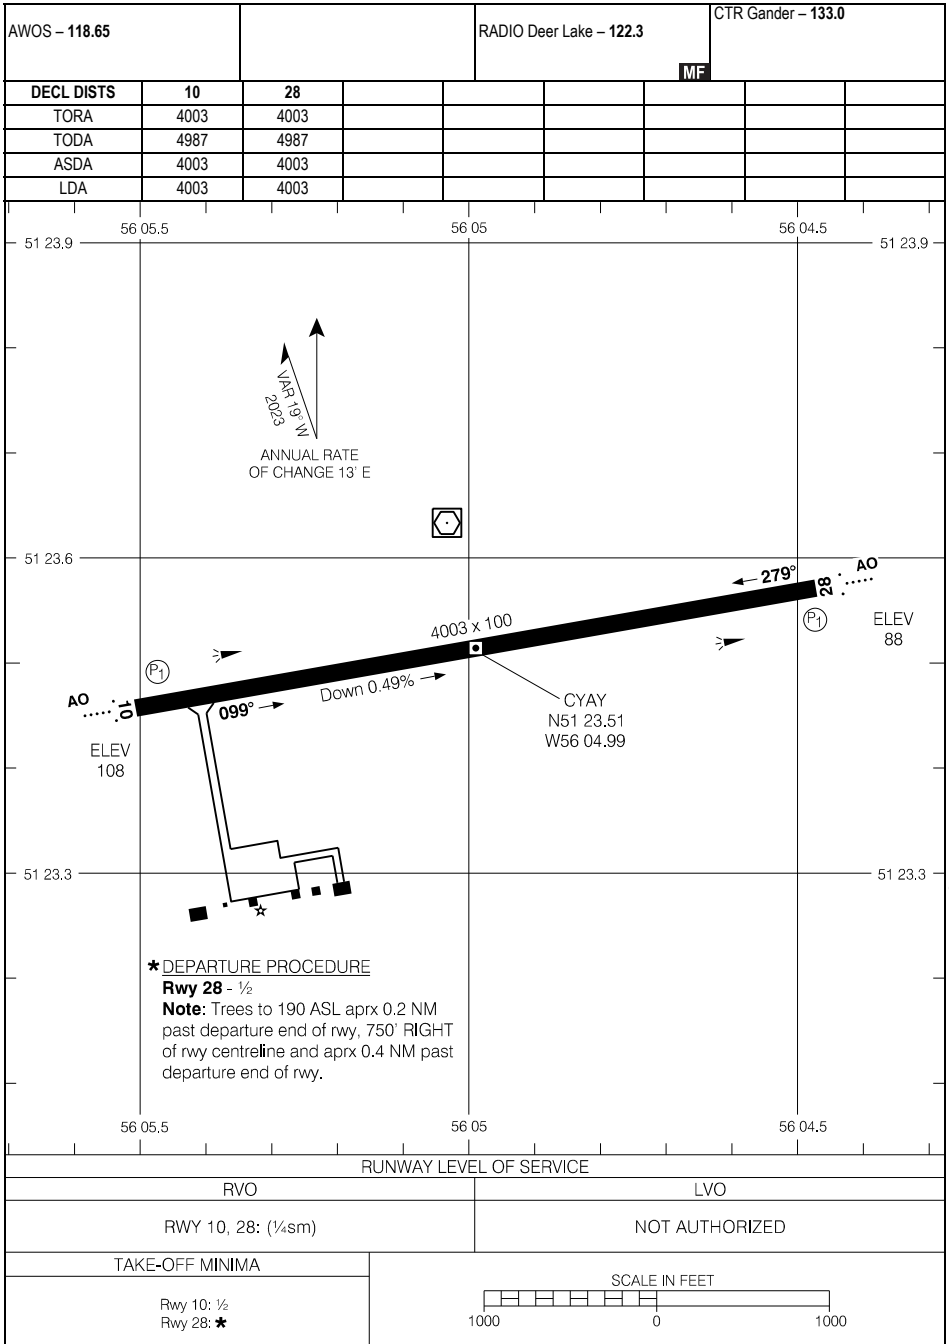 AWOS – 118.65
RADIO Deer Lake – 122.3
MF
CTR Gander – 133.0
DECL DISTS 10 28
TORA 4003 4003
TODA 4987 4987
ASDA 4003 4003
LDA 4003 4003
56 05.5 56 05 56 04.5
51 23.9 51 23.9
VAR 19° W
2023
ANNUAL RATE
OF CHANGE 13' E
51 23.6 51 23.6
279°
28
AO
P1
ELEV
88
4003 x 100
P1
Down 0.49%
AO
10
099°
ELEV
108
CYAY
N51 23.51
W56 04.99
51 23.3 51 23.3
* DEPARTURE PROCEDURE
Rwy 28 - ½
Note: Trees to 190 ASL aprx 0.2 NM
past departure end of rwy, 750' RIGHT
of rwy centreline and aprx 0.4 NM past
departure end of rwy.
56 05.5 56 05 56 04.5
RUNWAY LEVEL OF SERVICE
RVO LVO
RWY 10, 28: (¼sm) NOT AUTHORIZED
TAKE-OFF MINIMA
Rwy 10: ½
Rwy 28: *
SCALE IN FEET
1000 0 1000